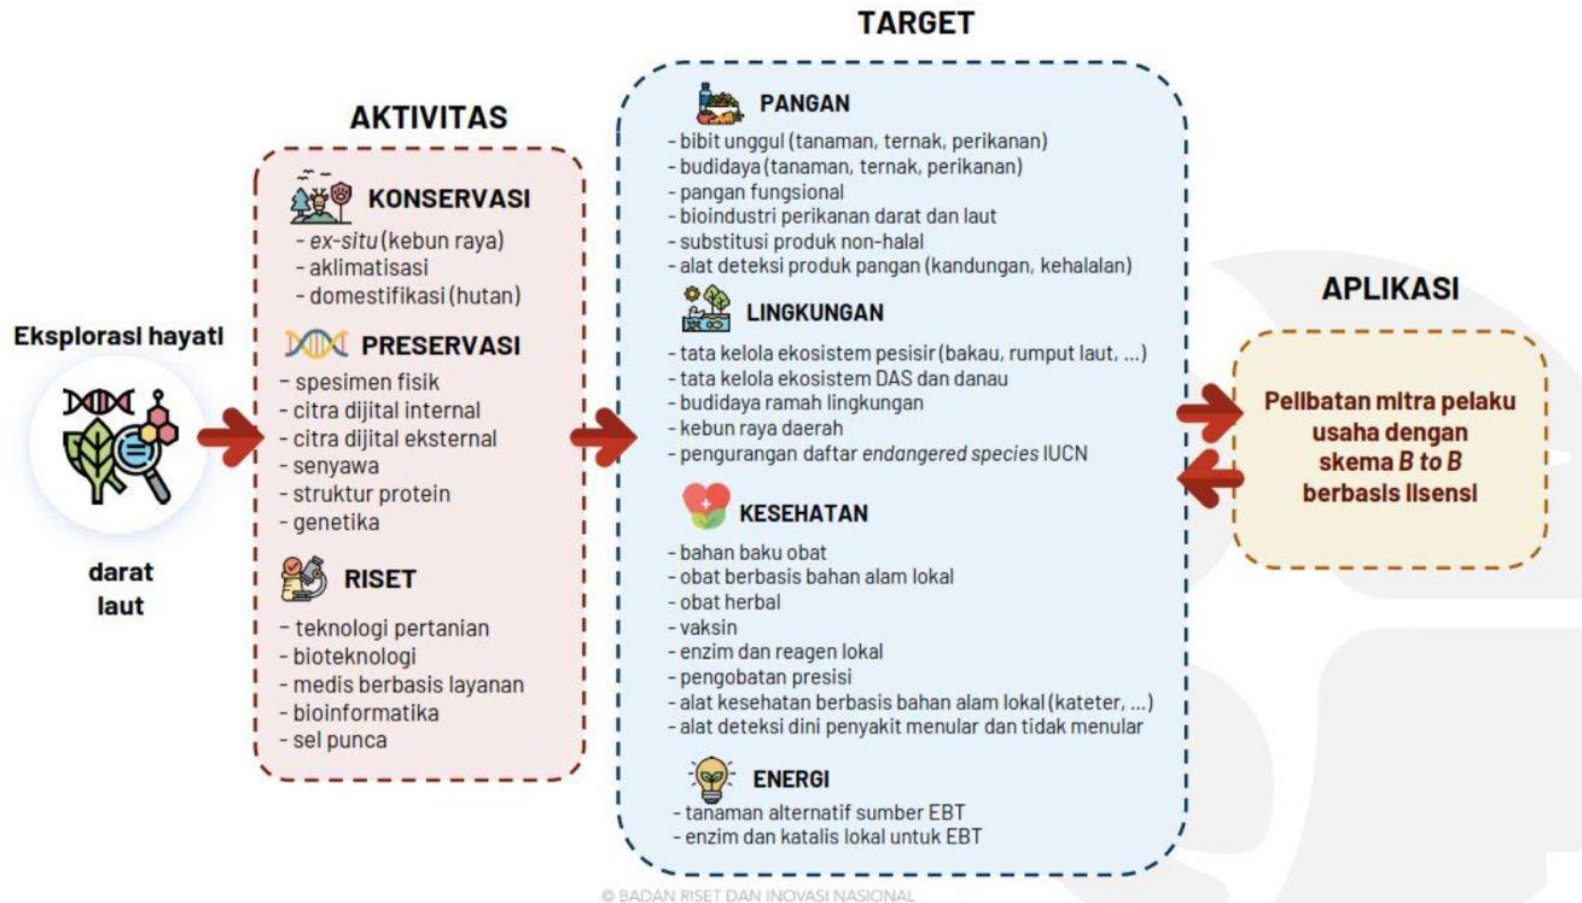 Eksplorasi hayati
darat
laut
AKTIVITAS
KONSERVASI
- ex-situ (kebun raya)
- aklimatisasi
- domestifikasi (hutan)
PRESERVASI
- spesimen fisik
- citra dijital internal
- citra dijital eksternal
- senyawa
- struktur protein
- genetika
RISET
- teknologi pertanian
- bioteknologi
- medis berbasis layanan
- bioinformatika
- sel punca
TARGET
PANGAN
- bibit unggul (tanaman, ternak, perikanan)
- budidaya (tanaman, ternak, perikanan)
- pangan fungsional
- bioindustri perikanan darat dan laut
- substitusi produk non-halal
- alat deteksi produk pangan (kandungan, kehalalan)
LINGKUNGAN
- tata kelola ekosistem pesisir (bakau, rumput laut, ...)
- tata kelola ekosistem DAS dan danau
- budidaya ramah lingkungan
- kebun raya daerah
- pengurangan daftar endangered species IUCN
KESEHATAN
- bahan baku obat
- obat berbasis bahan alam lokal
- obat herbal
- vaksin
- enzim dan reagen lokal
- pengobatan presisi
- alat kesehatan berbasis bahan alam lokal (kateter, ...)
- alat deteksi dini penyakit menular dan tidak menular
ENERGI
- tanaman alternatif sumber EBT
- enzim dan katalis lokal untuk EBT
APLIKASI
Pelibatan mitra pelaku
usaha dengan
skema B to B
berbasis lisensi
© BADAN RISET DAN INOVASI NASIONAL